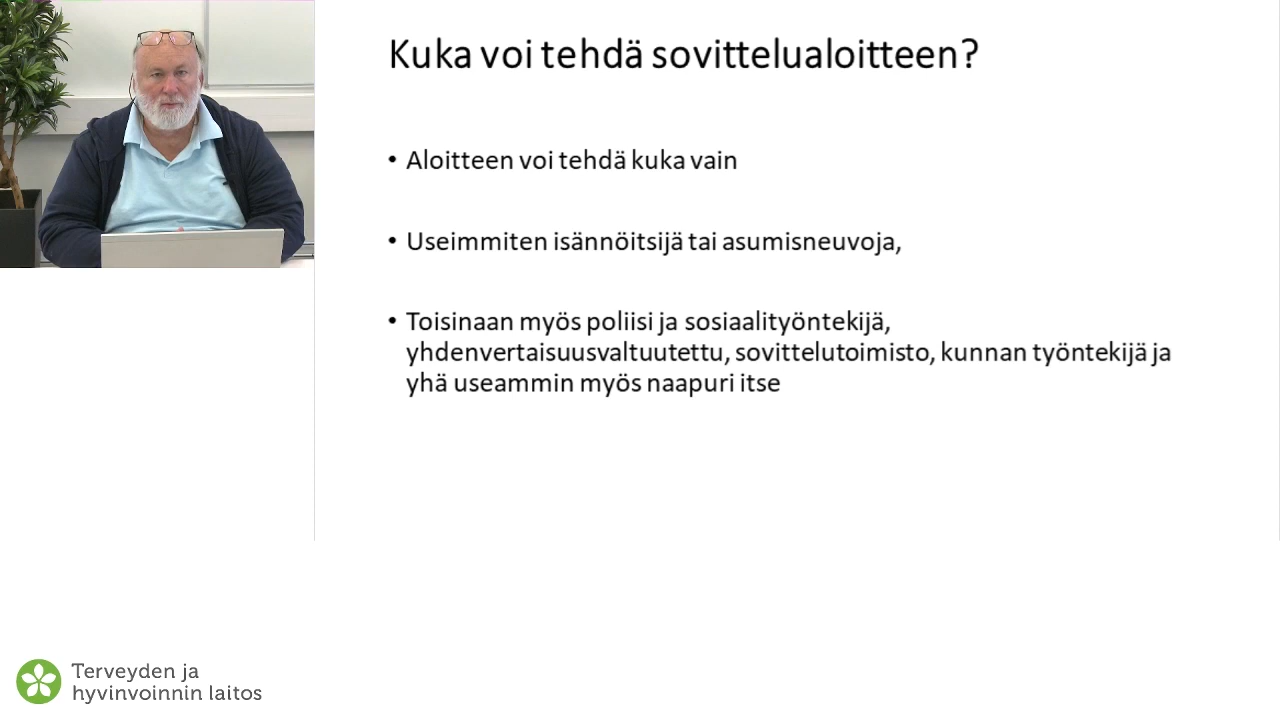 Kuka voi tehdä sovittelualoitteen?
• Aloitteen voi tehdä kuka vain
• Useimmiten isännöitsijä tai asumisneuvoja,
• Toisinaan myös poliisi ja sosiaalityöntekijä,
yhdenvertaisuusvaltuutettu, sovittelutoimisto, kunnan työntekijä ja
yhä useammin myös naapuri itse
Terveyden ja
hyvinvoinnin laitos